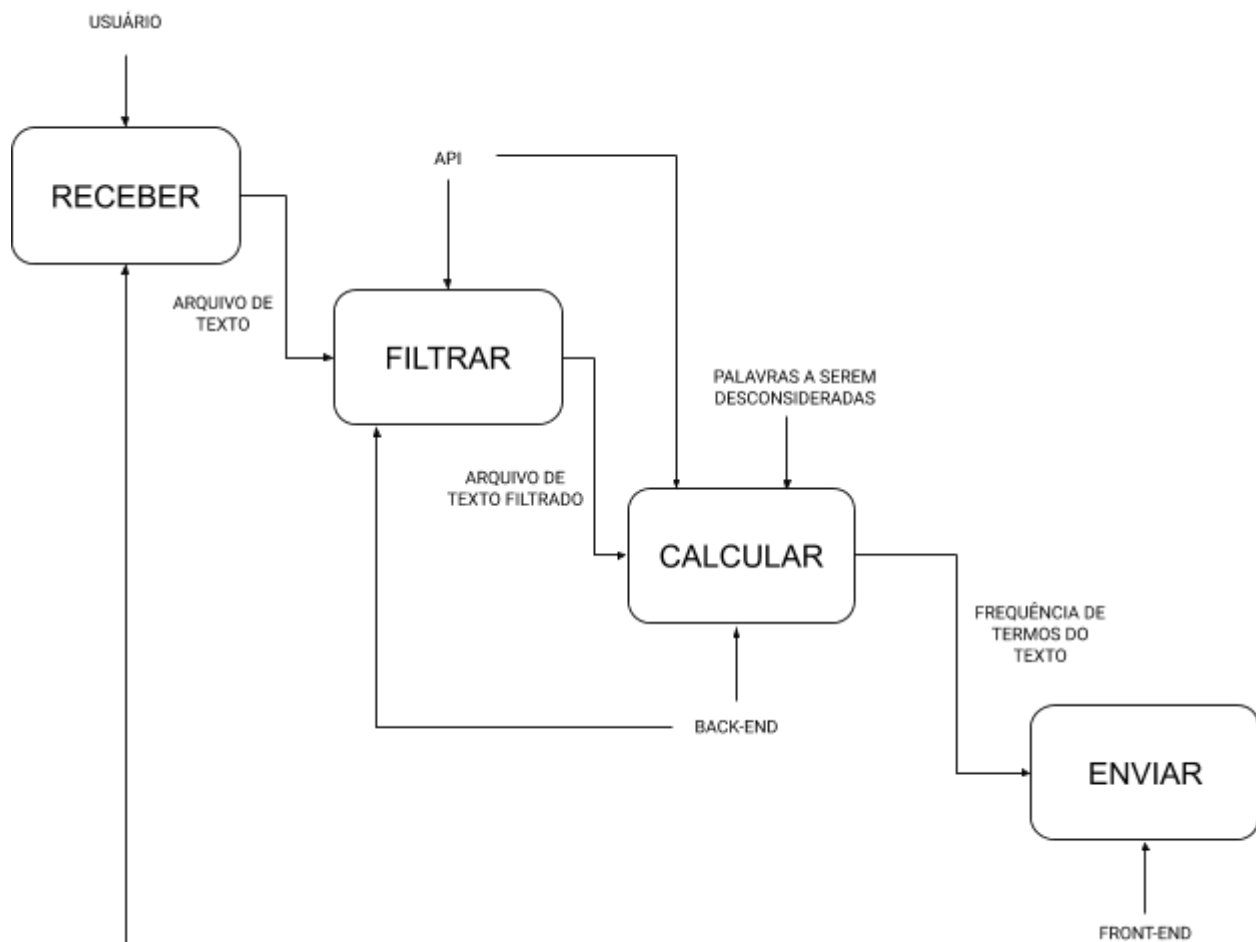 USUÁRIO
RECEBER
API
ARQUIVO DE
TEXTO
FILTRAR
PALAVRAS A SEREM
DESCONSIDERADAS
ARQUIVO DE
TEXTO FILTRADO
CALCULAR
FREQUÊNCIA DE
TERMOS DO
TEXTO
BACK-END
ENVIAR
FRONT-END